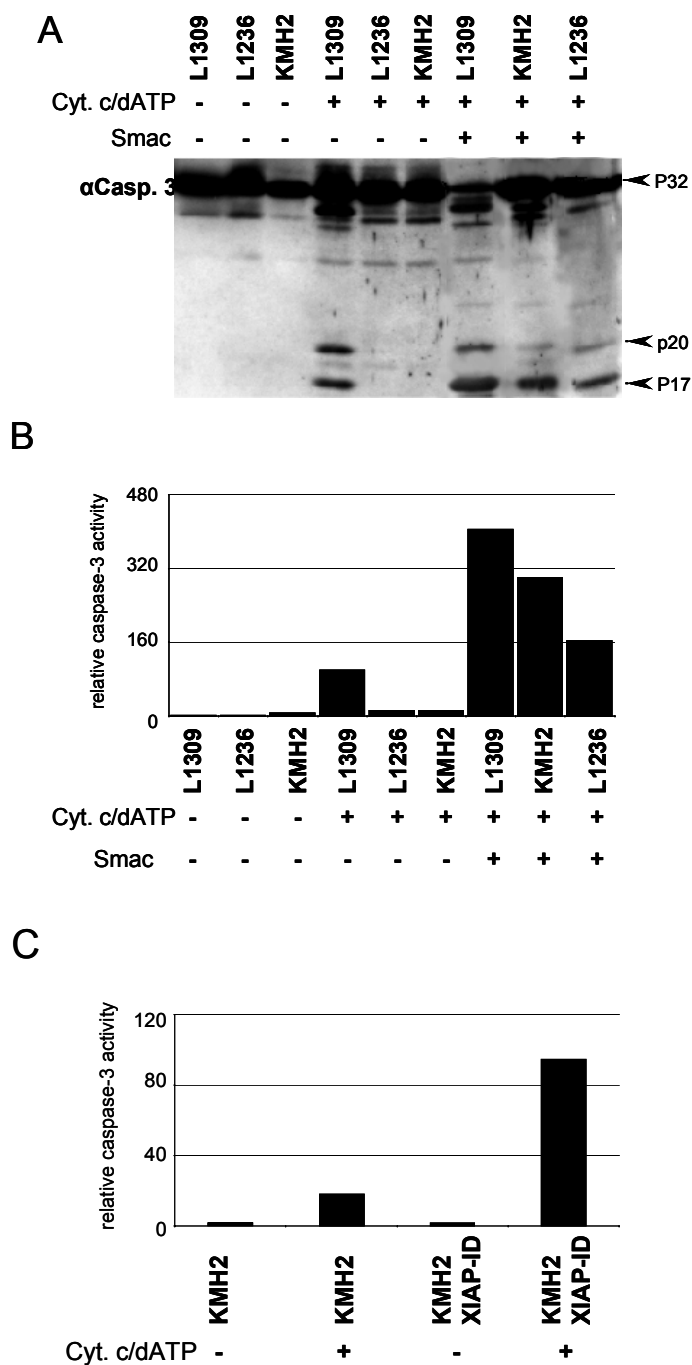 A
L1309 L1236 KMH2 L1309 L1236 KMH2 L1309 KMH2 L1236
Cyt. c/dATP - - - + + + + + +
Smac - - - - - - + + +
αCasp. 3
P32
p20
P17
B
relative caspase-3 activity
480
320
160
0
L1309 L1236 KMH2 L1309 L1236 KMH2 L1309 KMH2 L1236
Cyt. c/dATP - - - + + + + + +
Smac - - - - - - + + +
C
relative caspase-3 activity
120
80
40
0
KMH2 KMH2 KMH2 XIAP-ID KMH2 XIAP-ID
Cyt. c/dATP - + - +